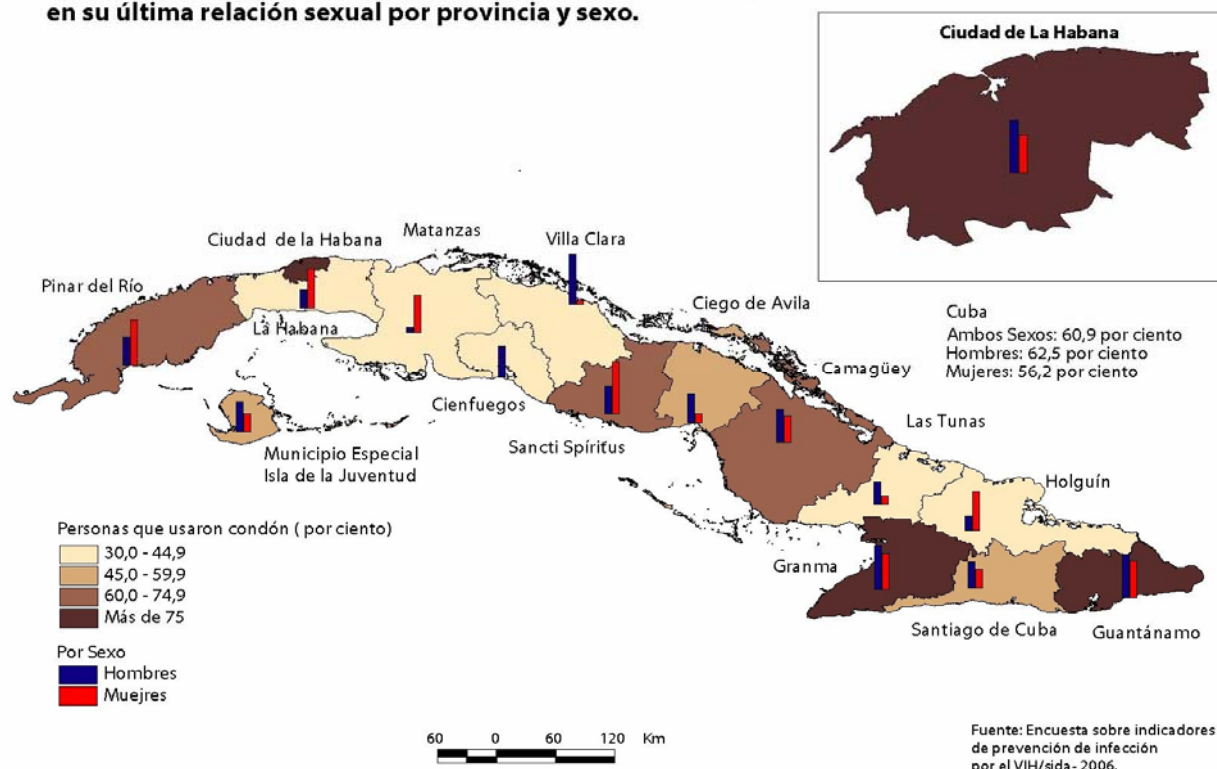 en su última relación sexual por provincia y sexo.
Ciudad de La Habana
Ciudad de la Habana
Matanzas
Villa Clara
Pinar del Río
La Habana
Ciego de Avila
Cuba
Ambos Sexos: 60,9 por ciento
Hombres: 62,5 por ciento
Mujeres: 56,2 por ciento
Camagüey
Cienfuegos
Las Tunas
Sancti Spíritus
Municipio Especial
Isla de la Juventud
Holguín
Personas que usaron condón ( por ciento)
30,0 - 44,9
45,0 - 59,9
60,0 - 74,9
Más de 75
Granma
Santiago de Cuba
Guantánamo
Por Sexo
Hombres
Muejres
60 0 60 120 Km
Fuente: Encuesta sobre indicadores
de prevención de infección
por el VIH/sida- 2006.